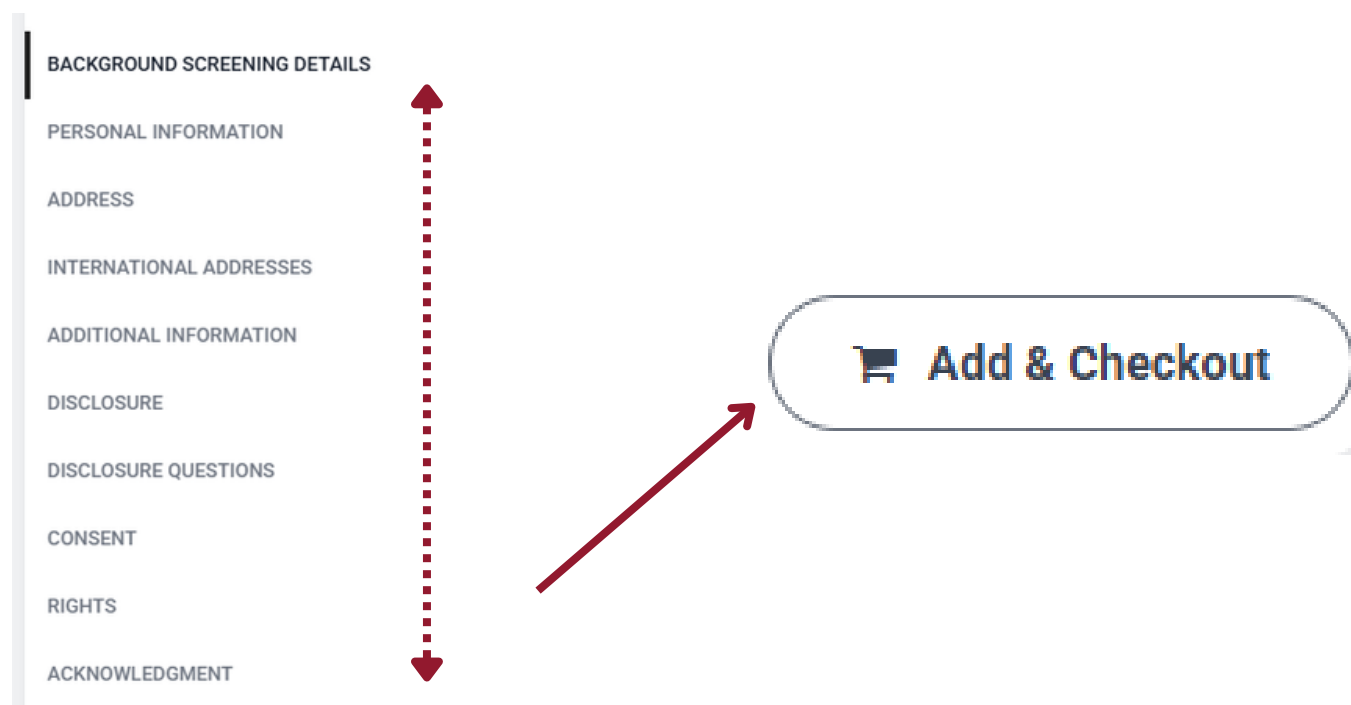 BACKGROUND SCREENING DETAILS
PERSONAL INFORMATION
ADDRESS
INTERNATIONAL ADDRESSES
ADDITIONAL INFORMATION
DISCLOSURE
DISCLOSURE QUESTIONS
CONSENT
RIGHTS
ACKNOWLEDGMENT
Add & Checkout